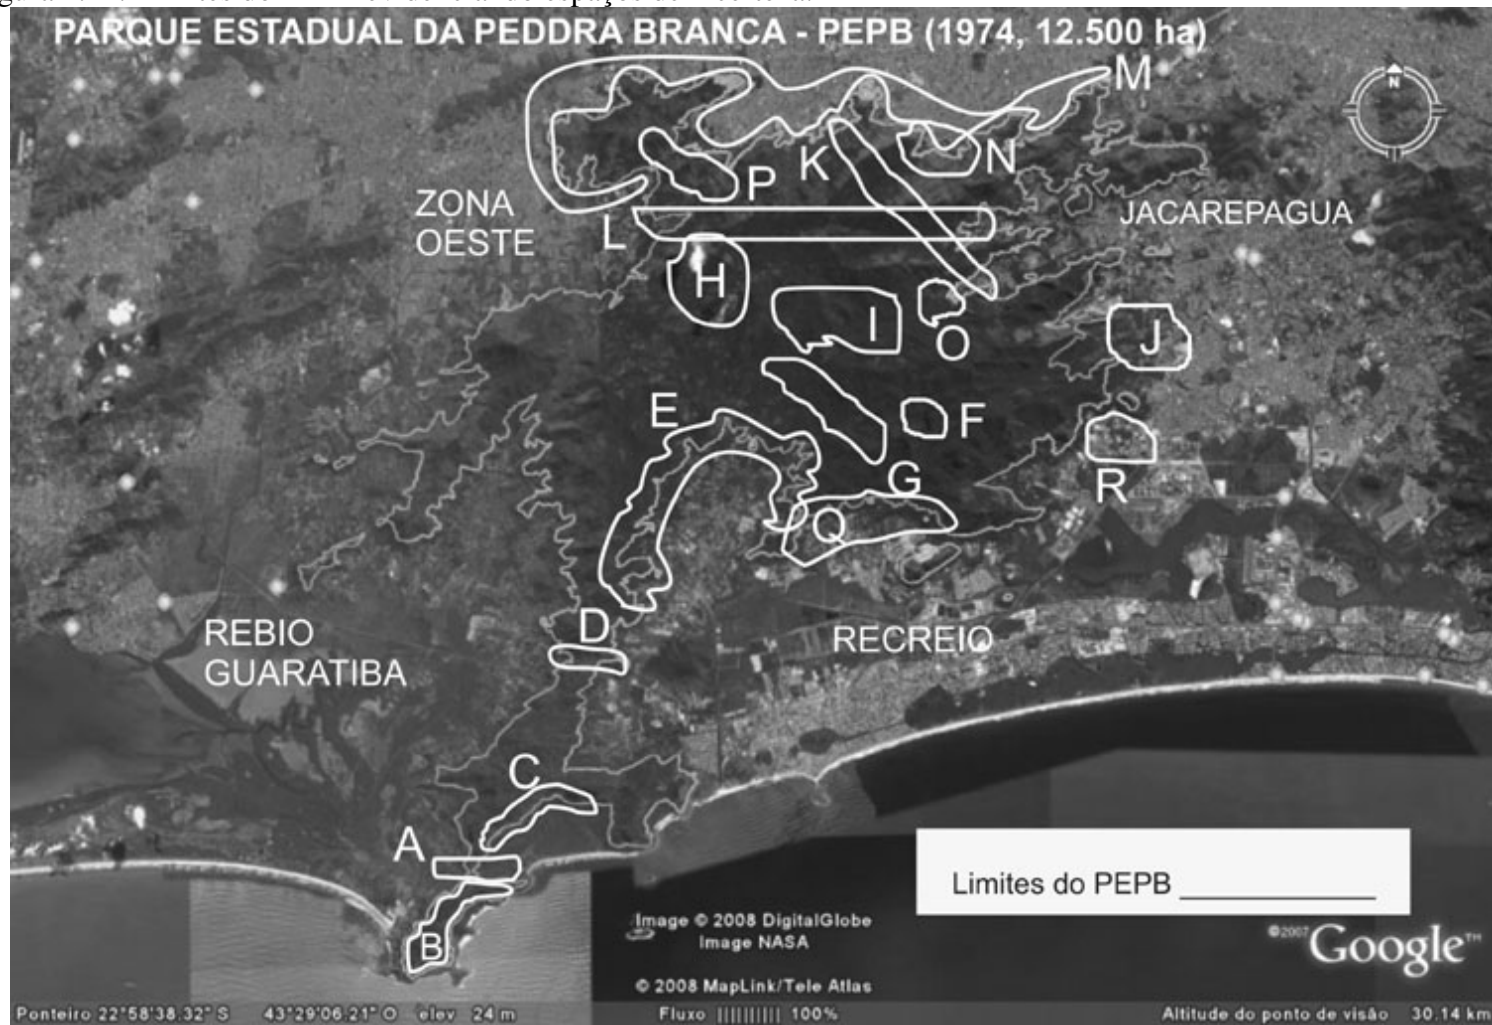 PARQUE ESTADUAL DA PEDDRA BRANCA - PEPB (1974, 12.500 ha)
M
N
K
N
P
ZONA
OESTE
JACAREPAGUA
L
H
I
O
J
E
F
G
R
Q
D
REBIO
GUARATIBA
RECREIO
C
A
B
Limites do PEPB
Image © 2008 DigitalGlobe
Image NASA
© 2008 MapLink/Tele Atlas
©2007 Google™
Ponteiro 22°58'38.32" S 43°29'06.21" O elev 24 m Fluxo |||||||||| 100% Altitude do ponto de visão 30.14 km